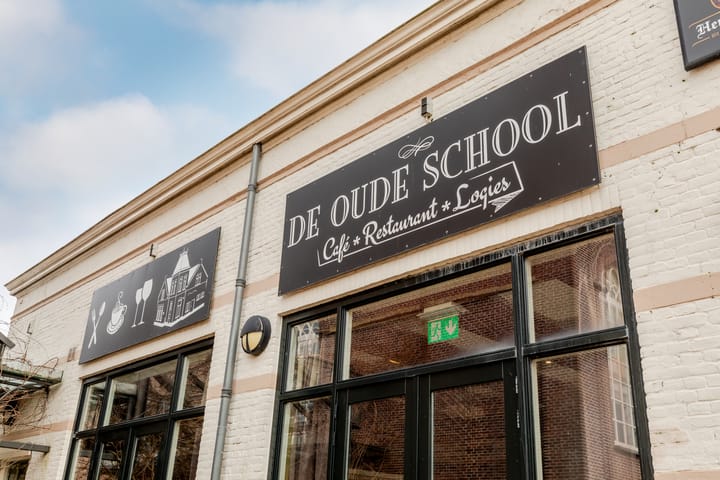 DE OUDE SCHOOL
Café * Restaurant * Logies